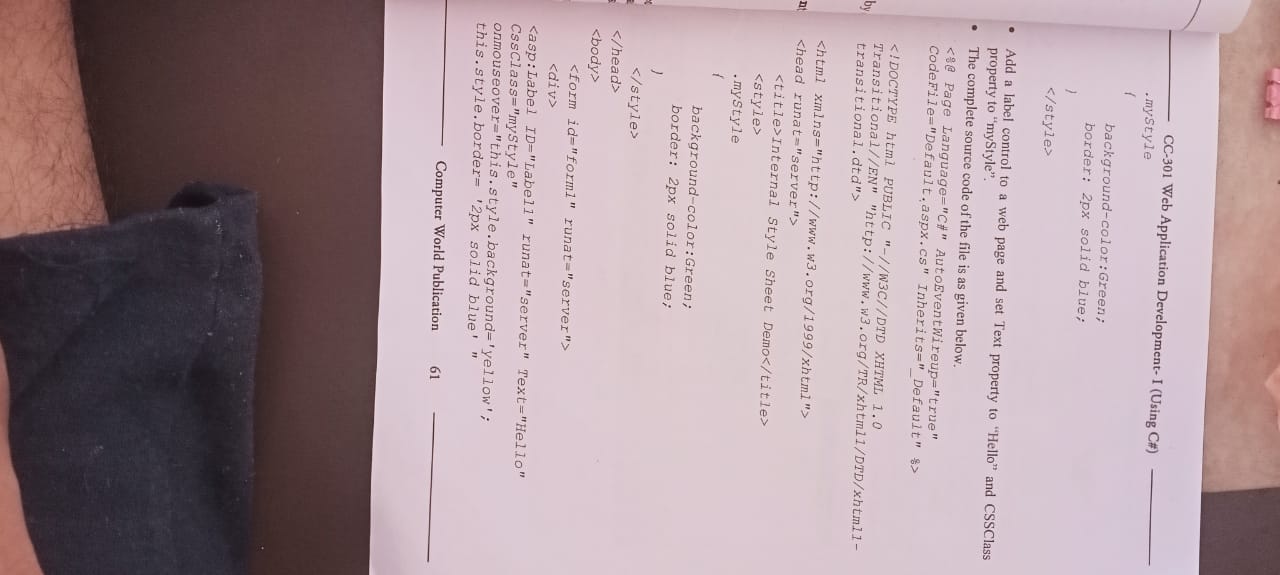 CC-301 Web Application Development- I (Using C#)
.myStyle
{
background-color:Green;
border: 2px solid blue;
}
</style>
• Add a label control to a web page and set Text property to "Hello" and CSSClass
property to "myStyle".
• The complete source code of the file is as given below.
<%@ Page Language="C#" AutoEventWireup="true"
CodeFile="Default.aspx.cs" Inherits="_Default" %>
<!DOCTYPE html PUBLIC "-//W3C//DTD XHTML 1.0
Transitional//EN" "http://www.w3.org/TR/xhtml1/DTD/xhtml1-
transitional.dtd">
<html xmlns="http://www.w3.org/1999/xhtml">
<head runat="server">
<title>Internal Style Sheet Demo</title>
<style>
.myStyle
{
background-color:Green;
border: 2px solid blue;
}
</style>
</head>
<body>
<form id="form1" runat="server">
<div>
<asp:Label ID="Label1" runat="server" Text="Hello"
CssClass="myStyle"
onmouseover="this.style.background='yellow';
this.style.border= '2px solid blue' "
Computer World Publication 61
by